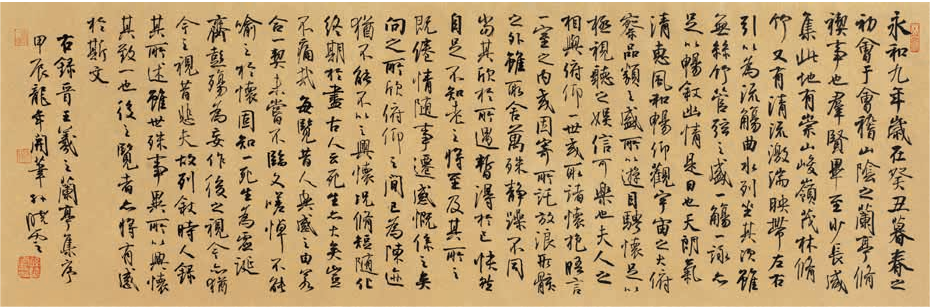 永和九年歲在癸丑暮春之
初會于會稽山陰之蘭亭脩
禊事也羣賢畢至少長咸
集此地有崇山峻嶺茂林脩
竹又有清流激湍映帶左右
引以為流觴曲水列坐其次雖
無絲竹管弦之盛一觴一詠亦
足以暢敘幽情是日也天朗氣
清惠風和暢仰觀宇宙之大俯
察品類之盛所以遊目騁懷足以
極視聽之娛信可樂也夫人之
相與俯仰一世或取諸懷抱晤言
一室之內或因寄所託放浪形骸
之外雖取舍萬殊靜躁不同
當其欣於所遇暫得於己快然
自足不知老之將至及其所之
既倦情隨事遷感慨係之矣
向之所欣俯仰之間已為陳迹
猶不能不以之興懷況脩短隨化
終期於盡古人云死生亦大矣豈
不痛哉每覽昔人興感之由若
合一契未嘗不臨文嗟悼不能
喻之於懷固知一死生為虛誕
齊彭殤為妄作後之視今亦猶
今之視昔悲夫故列敘時人錄
其所述雖世殊事異所以興懷
其致一也後之覽者亦將有感
於斯文
右錄晉王羲之蘭亭集序
甲辰龍年開筆 孫曉雲